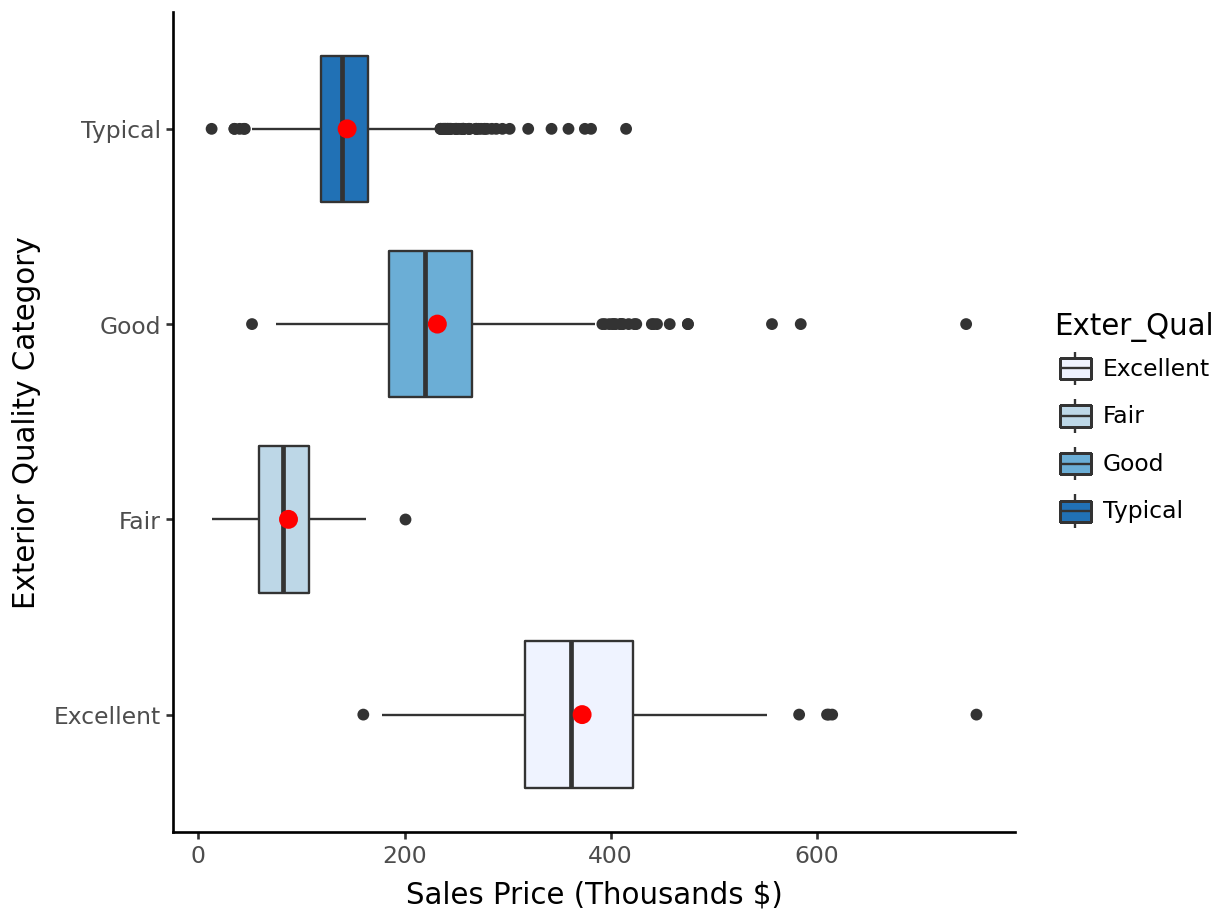 Exterior Quality Category
Typical
Good
Fair
Excellent
0
200
400
600
Sales Price (Thousands $)
Exter_Qual
Excellent
Fair
Good
Typical